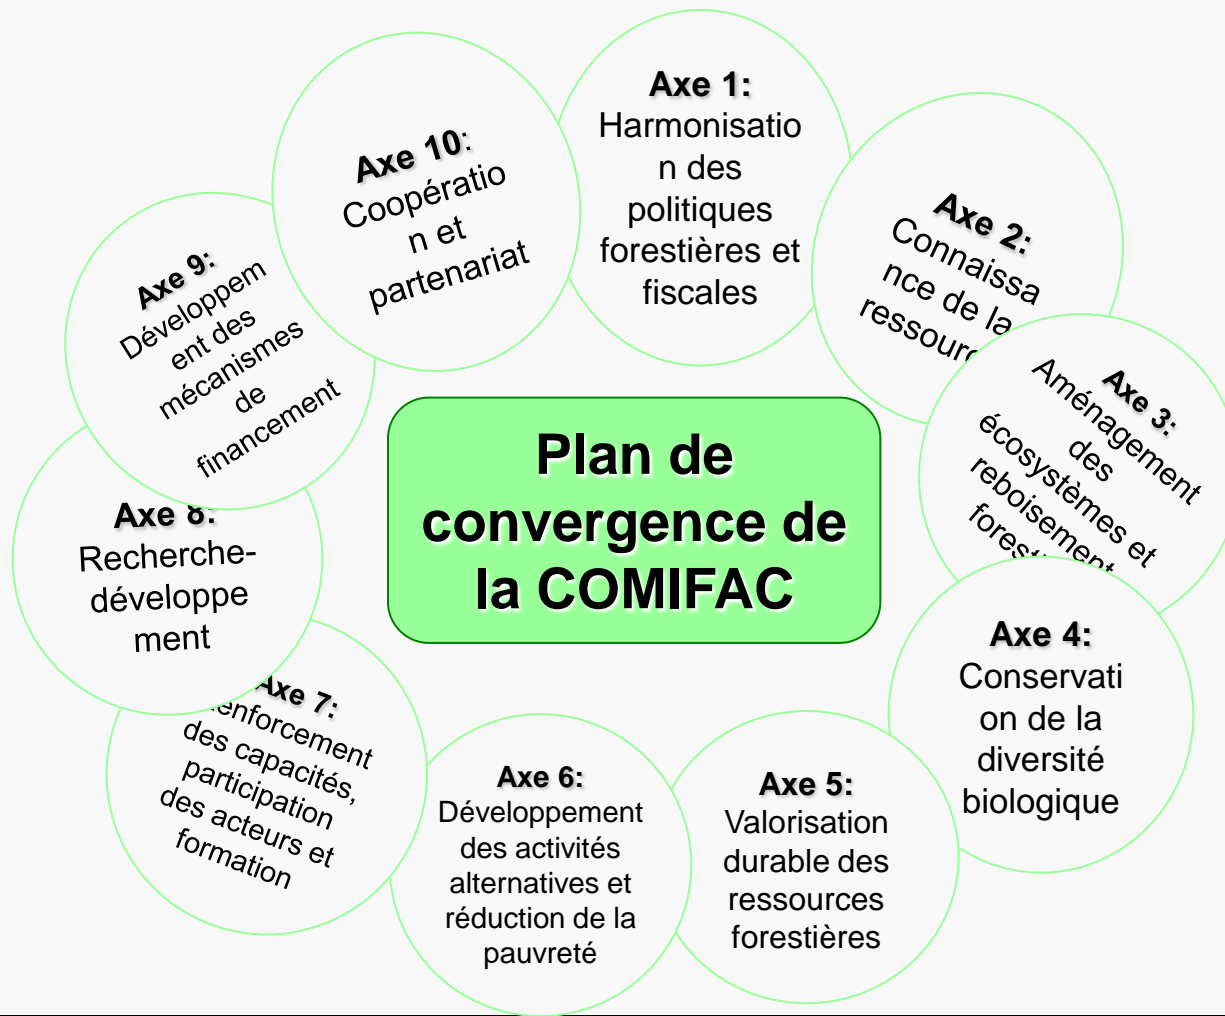 Axe 1:
Harmonisatio
n des
politiques
forestières et
fiscales
Axe 2:
Connaissa
nce de la
Axe 3:
Aménagement
des
écosystèmes et
reboisement
Axe 4:
Conservati
on de la
diversité
biologique
Axe 5:
Valorisation
durable des
ressources
forestières
Axe 6:
Développement
des activités
alternatives et
réduction de la
pauvreté
Axe 7:
des capacités,
participation
des acteurs et
formation
Axe 8:
Recherche-
développe
ment
Axe 9:
Développem
ent des
mécanismes
de
financement
Axe 10:
Coopératio
n et
partenariat
Plan de
convergence de
la COMIFAC